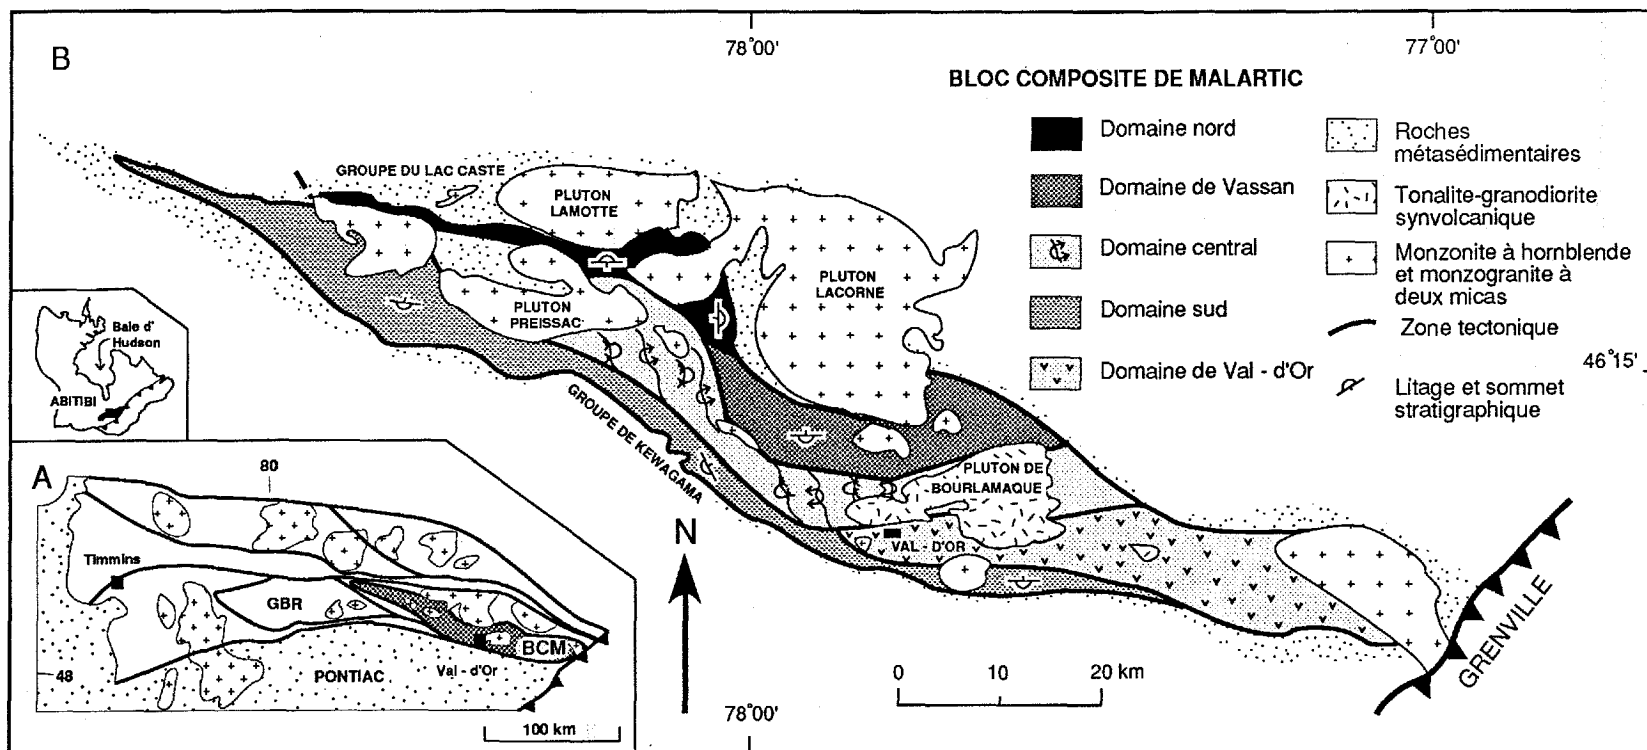 B
78°00'
77°00'
BLOC COMPOSITE DE MALARTIC
Domaine nord
Domaine de Vassan
Domaine central
Domaine sud
Domaine de Val - d'Or
Roches
métasédimentaires
Tonalite-granodiorite
synvolcanique
Monzonite à hornblende
et monzogranite à
deux micas
Zone tectonique
Litage et sommet
stratigraphique
46°15'
GROUPE DU LAC CASTE
PLUTON
LAMOTTE
PLUTON
LACORNE
PLUTON
PREISSAC
GROUPE DE KEWAGAMA
PLUTON DE
BOURLAMAQUE
VAL - D'OR
GRENVILLE
N
0 10 20 km
78°00'
Baie d'
Hudson
ABITIBI
A
80
Timmins
GBR
BCM
Val - d'Or
48
PONTIAC
100 km